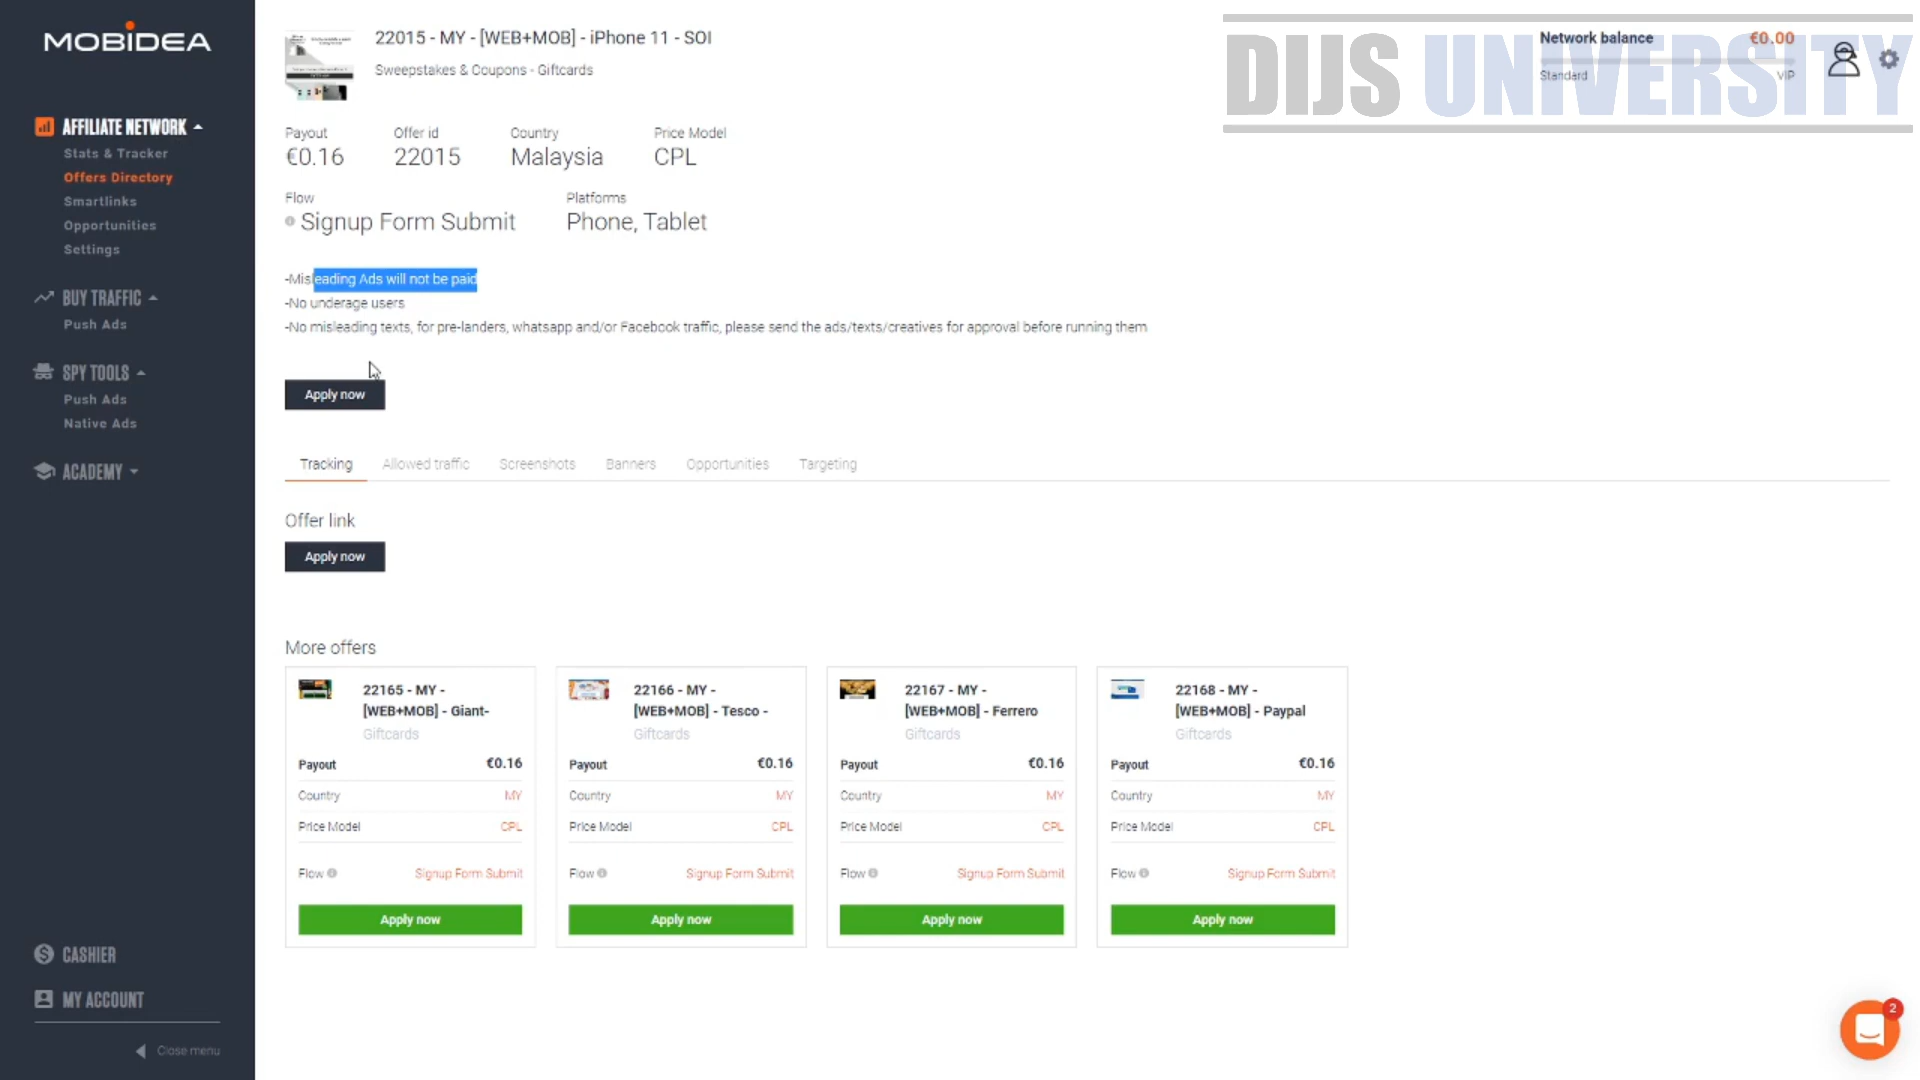 MOBIDEA
AFFILIATE NETWORK
Stats & Tracker
Offers Directory
Smartlinks
Opportunities
Settings
BUY TRAFFIC
Push Ads
SPY TOOLS
Push Ads
Native Ads
ACADEMY
CASHIER
MY ACCOUNT
Close menu
22015 - MY - [WEB+MOB] - iPhone 11 - SOI
Sweepstakes & Coupons - Giftcards
DIJS UNIVERSITY
Network balance €0.00
Standard VIP
Payout Offer id Country Price Model
€0.16 22015 Malaysia CPL
Flow Platforms
Signup Form Submit Phone, Tablet
-Misleading Ads will not be paid
-No underage users
-No misleading texts, for pre-landers, whatsapp and/or Facebook traffic, please send the ads/texts/creatives for approval before running them
Apply now
Tracking Allowed traffic Screenshots Banners Opportunities Targeting
Offer link
Apply now
More offers
22165 - MY -
[WEB+MOB] - Giant-
Giftcards
Payout €0.16
Country MY
Price Model CPL
Flow Signup Form Submit
Apply now
22166 - MY -
[WEB+MOB] - Tesco -
Giftcards
Payout €0.16
Country MY
Price Model CPL
Flow Signup Form Submit
Apply now
22167 - MY -
[WEB+MOB] - Ferrero
Giftcards
Payout €0.16
Country MY
Price Model CPL
Flow Signup Form Submit
Apply now
22168 - MY -
[WEB+MOB] - Paypal
Giftcards
Payout €0.16
Country MY
Price Model CPL
Flow Signup Form Submit
Apply now
2